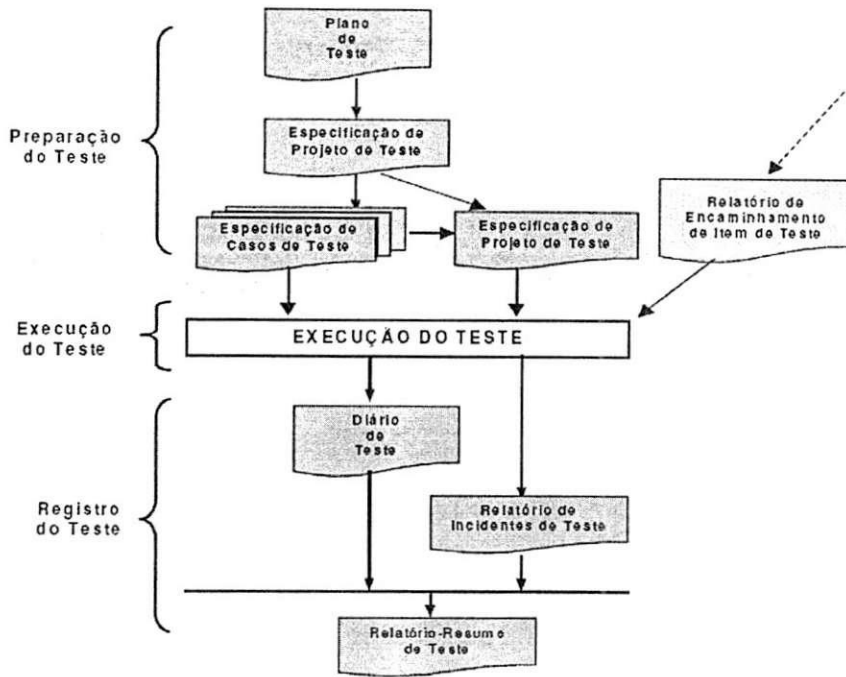 Plano
de
Teste
Preparação
do Teste
Especificação de
Projeto de Teste
Especificação de
Casos de Teste
Especificação de
Projeto de Teste
Relatório de
Encaminhamento
de Item de Teste
Execução
do Teste
EXECUÇÃO DO TESTE
Diário
de
Teste
Registro
do Teste
Relatório de
Incidentes de Teste
Relatório-Resumo
de Teste